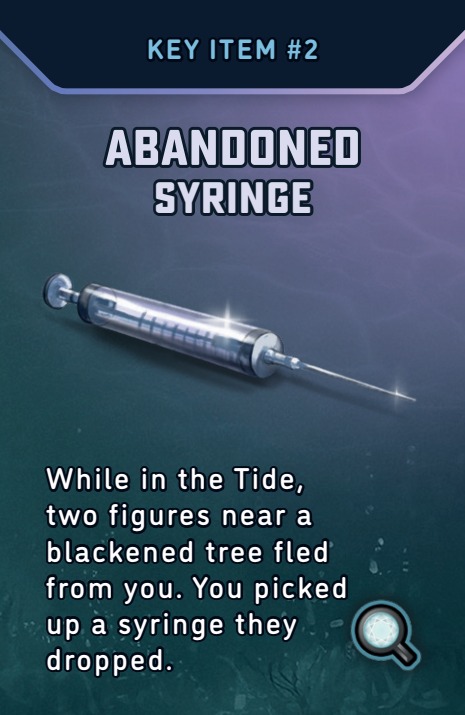 KEY ITEM #2
ABANDONED
SYRINGE
While in the Tide,
two figures near a
blackened tree fled
from you. You picked
up a syringe they
dropped.